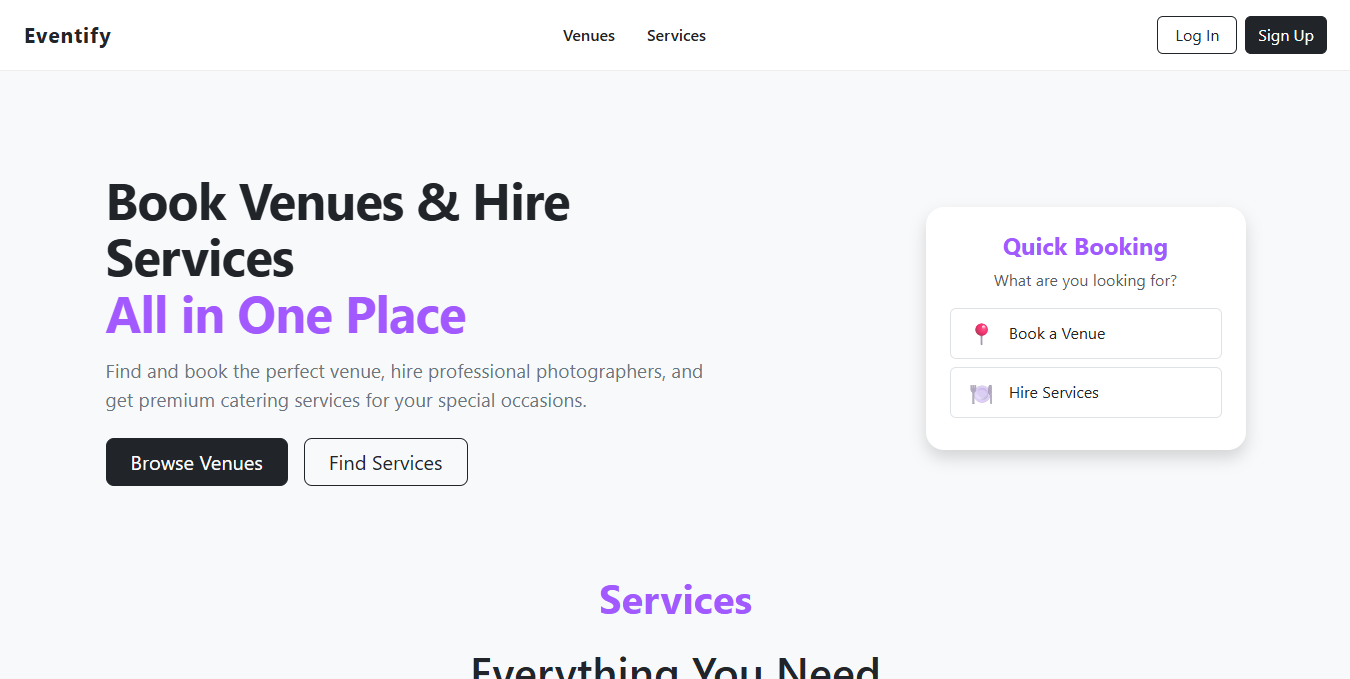 Eventify
Venues
Services
Log In
Sign Up
Book Venues & Hire
Services
All in One Place
Find and book the perfect venue, hire professional photographers, and
get premium catering services for your special occasions.
Browse Venues
Find Services
Quick Booking
What are you looking for?
Book a Venue
Hire Services
Services
Everything You Need